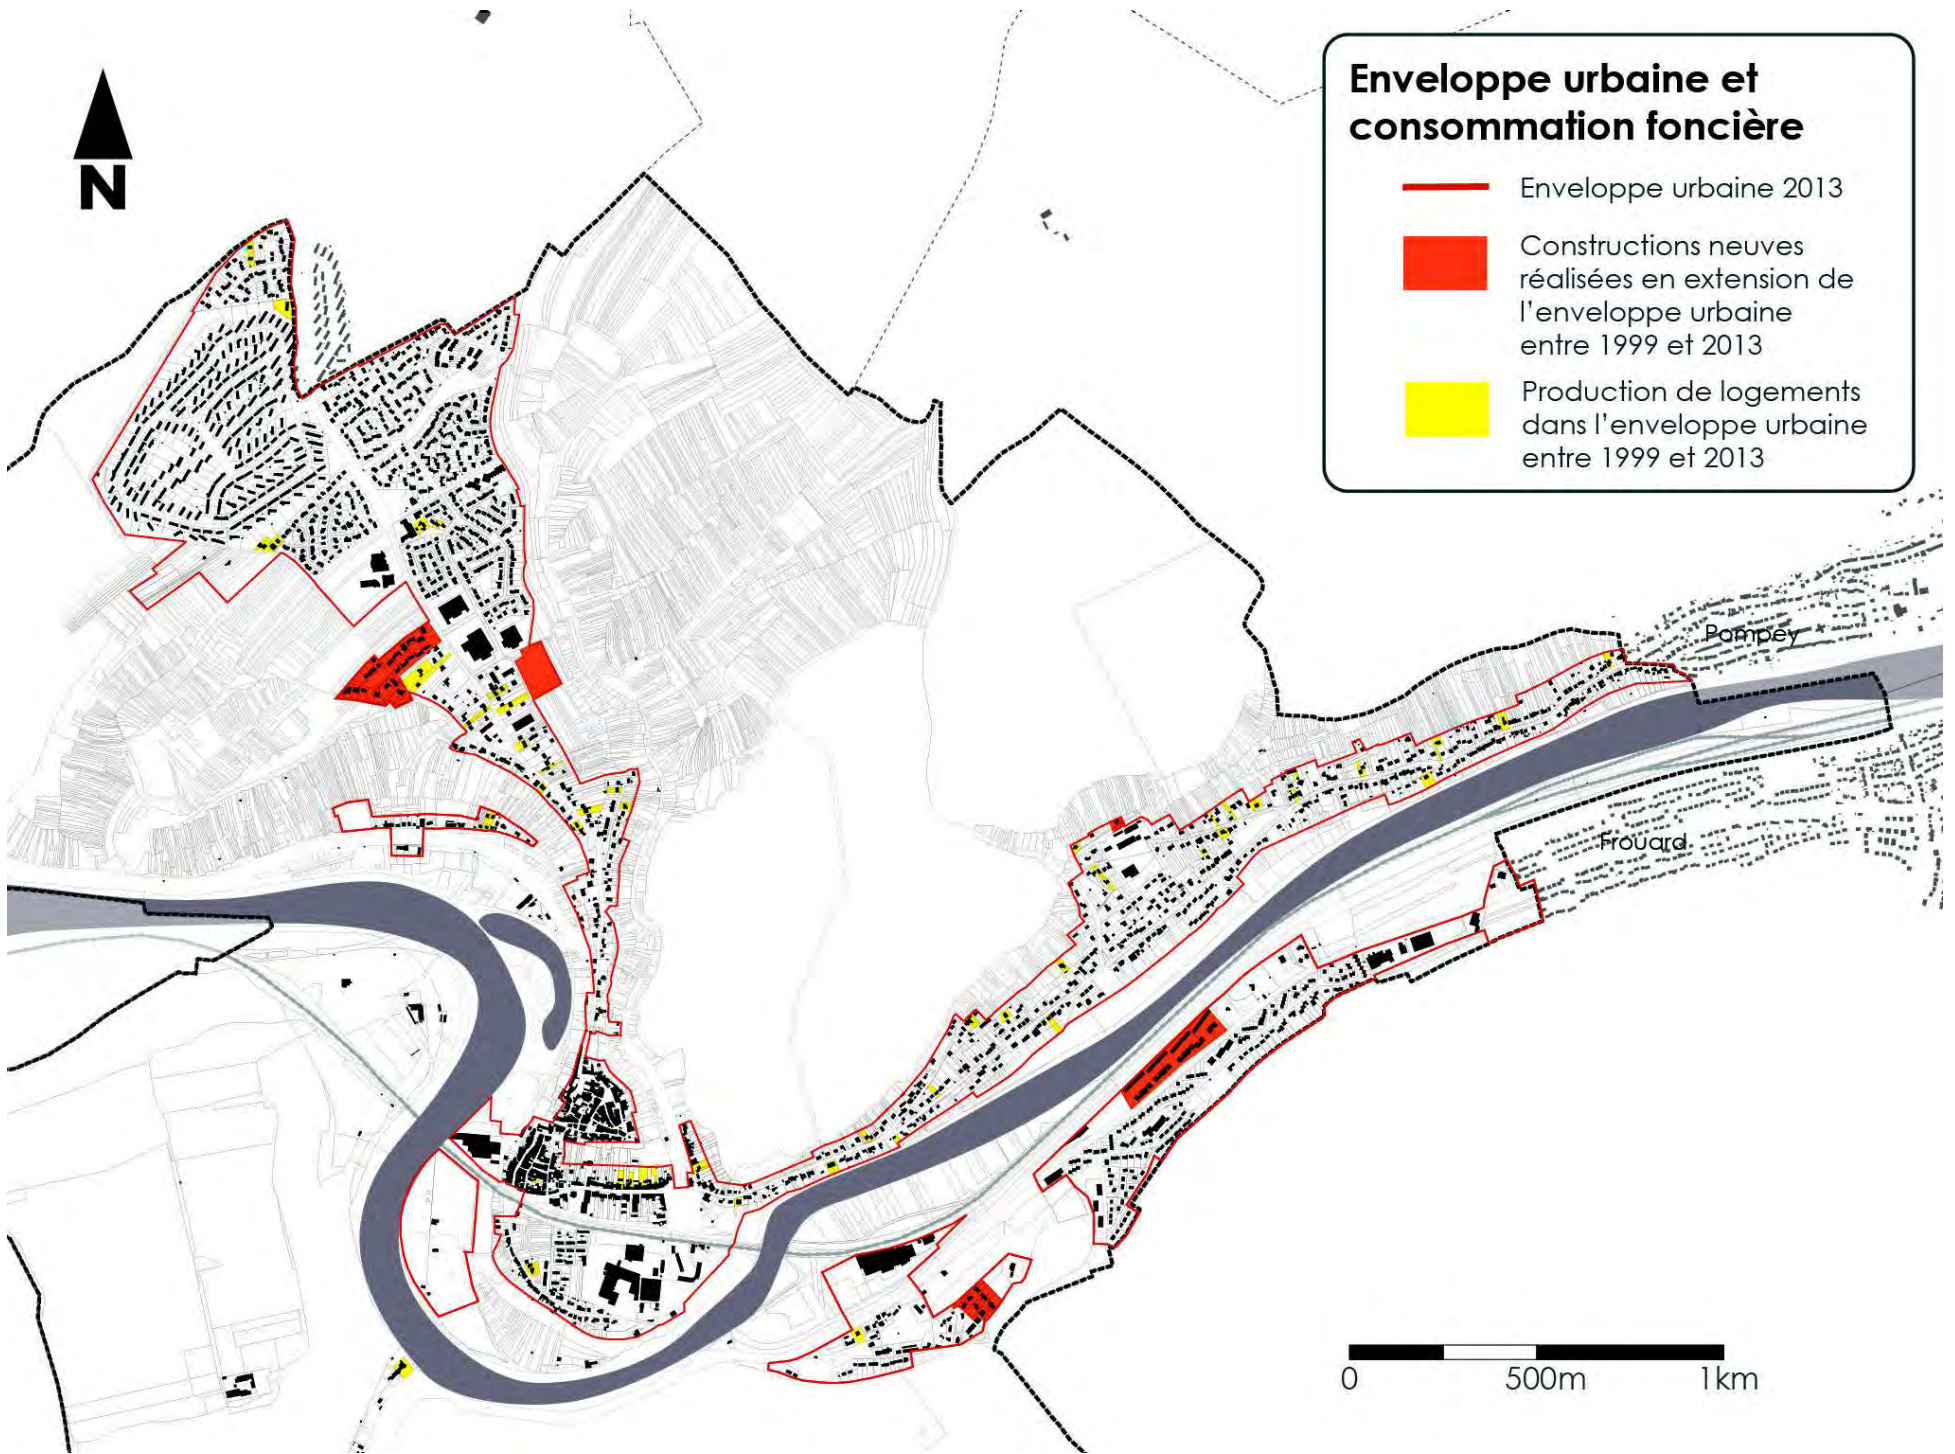 N
Enveloppe urbaine et
consommation foncière
Enveloppe urbaine 2013
Constructions neuves
réalisées en extension de
l'enveloppe urbaine
entre 1999 et 2013
Production de logements
dans l'enveloppe urbaine
entre 1999 et 2013
Pompey
Frouard
0 500m 1km